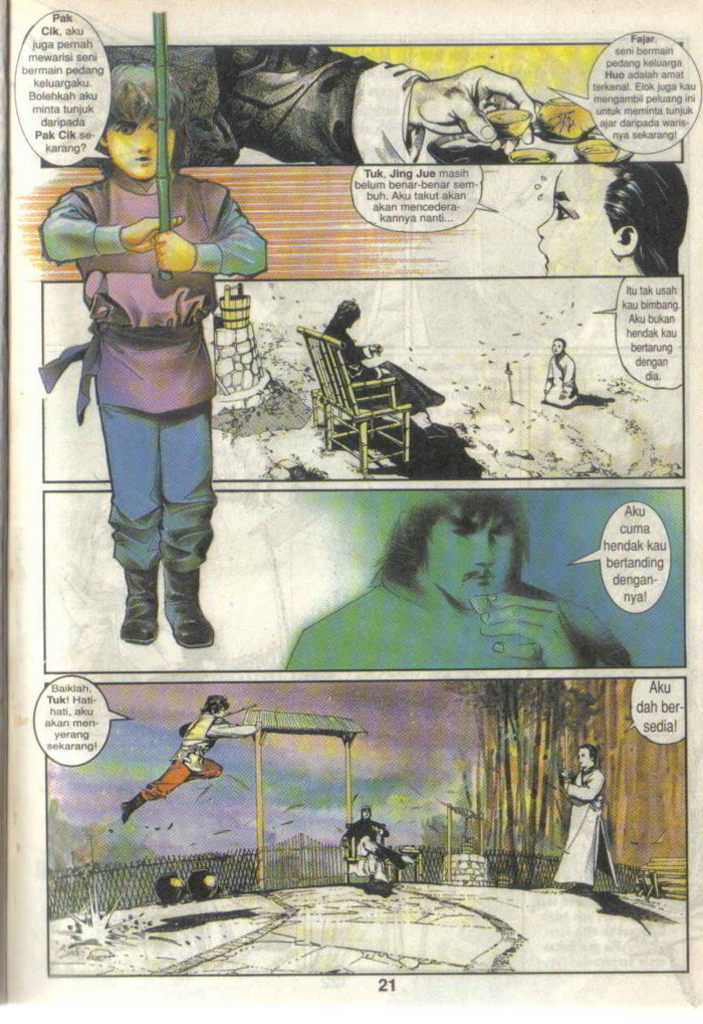 Pak
Cik, aku
juga pernah
mewarisi seni
bermain pedang
keluargaku.
Bolehkah aku
minta tunjuk
daripada
Pak Cik se-
karang?
Fajar,
seni bermain
pedang keluarga
Huo adalah amat
terkenal. Elok juga kau
mengambil peluang ini
untuk meminta tunjuk
ajar daripada waris-
nya sekarang!
Tuk, Jing Jue masih
belum benar-benar sem-
buh. Aku takut akan
akan mencedera-
kannya nanti...
Itu tak usah
kau bimbang.
Aku bukan
hendak kau
bertarung
dengan
dia.
Aku
cuma
hendak kau
bertanding
dengan-
nya!
Baiklah,
Tuk! Hati-
hati, aku
akan men-
yerang
sekarang!
Aku
dah ber-
sedia!
21